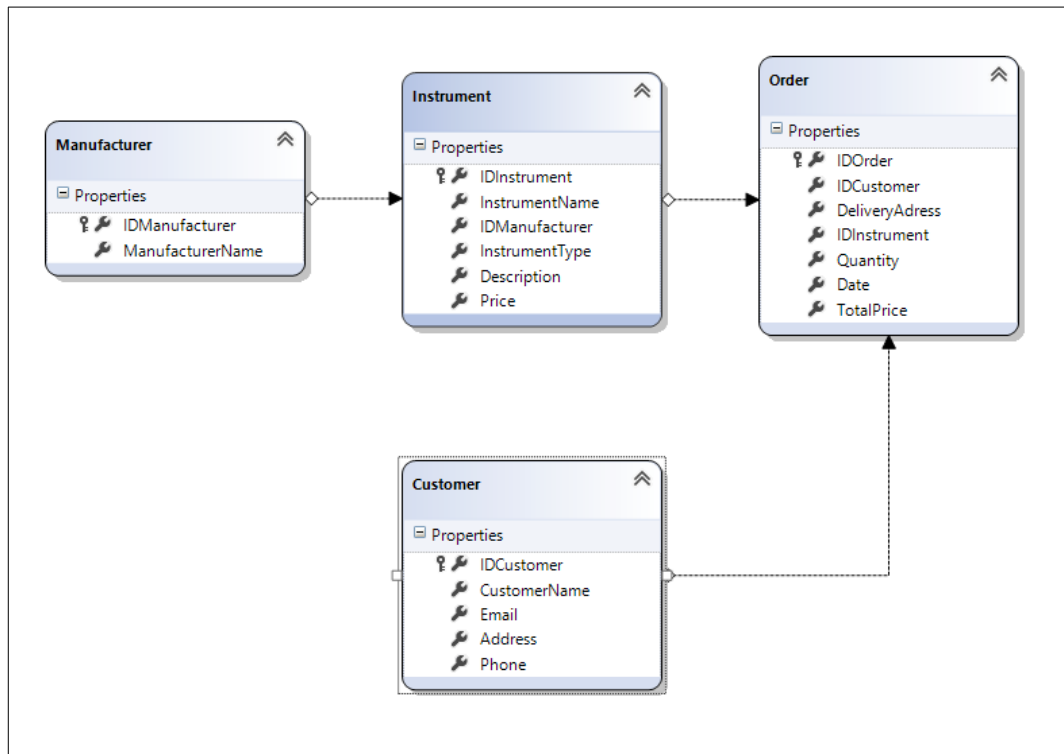 Manufacturer
Properties
IDManufacturer
ManufacturerName
Instrument
Properties
IDInstrument
InstrumentName
IDManufacturer
InstrumentType
Description
Price
Order
Properties
IDOrder
IDCustomer
DeliveryAdress
IDInstrument
Quantity
Date
TotalPrice
Customer
Properties
IDCustomer
CustomerName
Email
Address
Phone